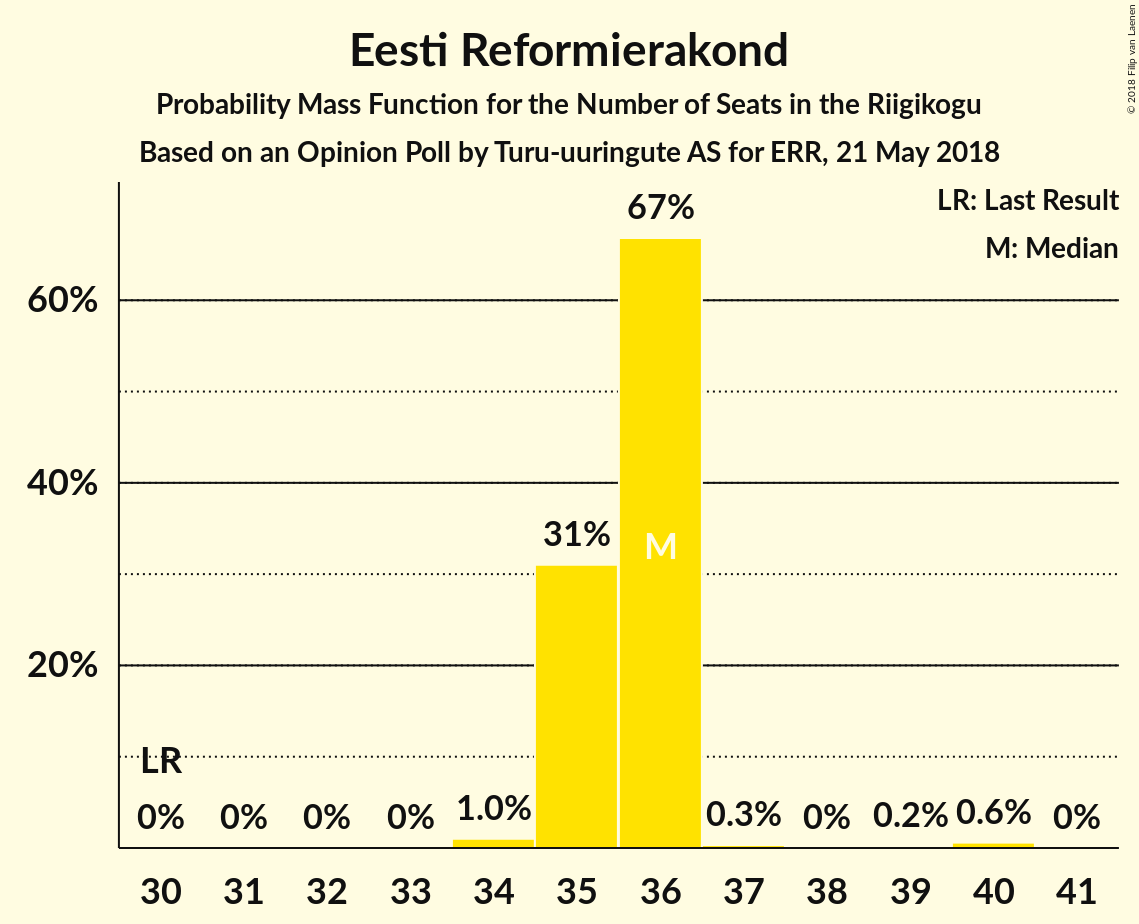 Eesti Reformierakond
Probability Mass Function for the Number of Seats in the Riigikogu
Based on an Opinion Poll by Turu-uuringute AS for ERR, 21 May 2018
© 2018 Filip van Laenen
LR: Last Result
M: Median
67%
60%
40%
31%
M
20%
LR
0% 0% 0% 0% 1.0% 0.3% 0% 0.2% 0.6% 0%
30 31 32 33 34 35 36 37 38 39 40 41